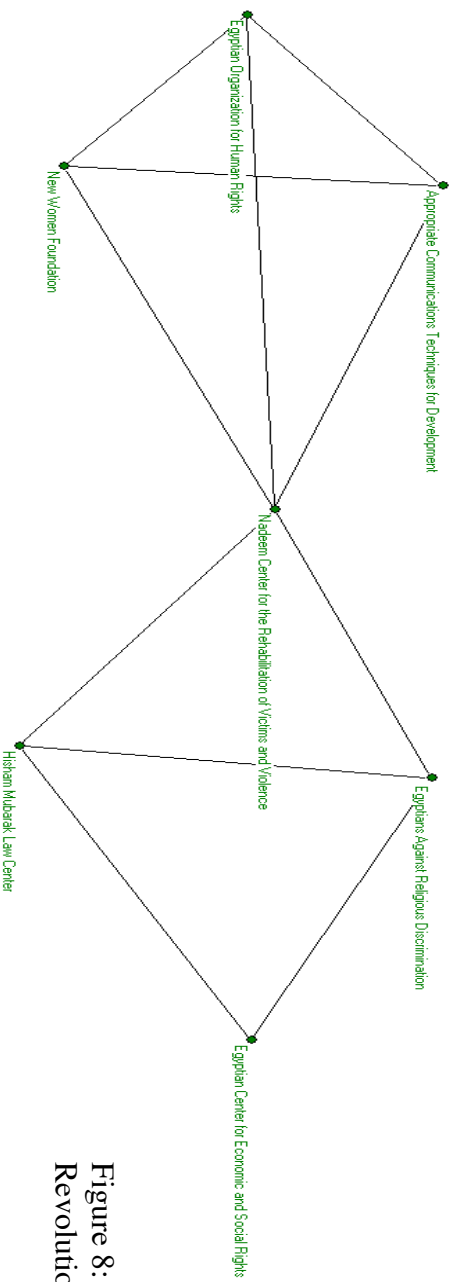 Egyptian Organization for Human Rights
Appropriate Communications Techniques for Development
New Women Foundation
Nadeem Center for the Rehabilitation of Victims and Violence
Egyptians Against Religious Discrimination
Hisham Mubarak Law Center
Egyptian Center for Economic and Social Rights
Figure 8: